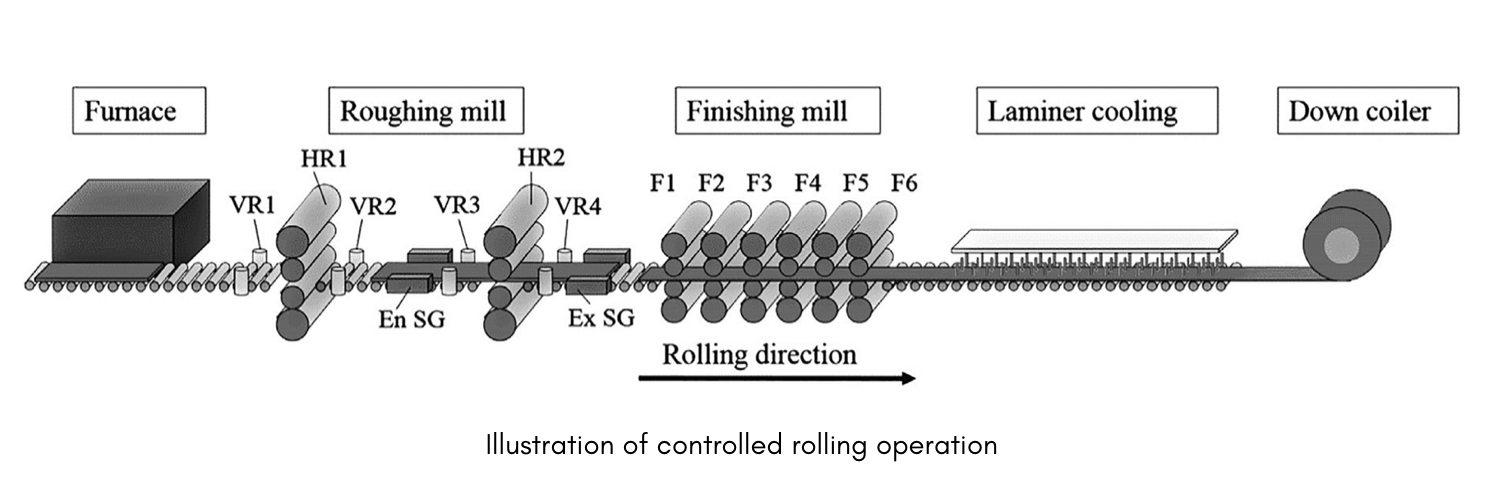 Furnace
Roughing mill
Finishing mill
Laminer cooling
Down coiler
HR1
HR2
VR1
VR2
VR3
VR4
F1 F2 F3 F4 F5 F6
En SG
Ex SG
Rolling direction
Illustration of controlled rolling operation